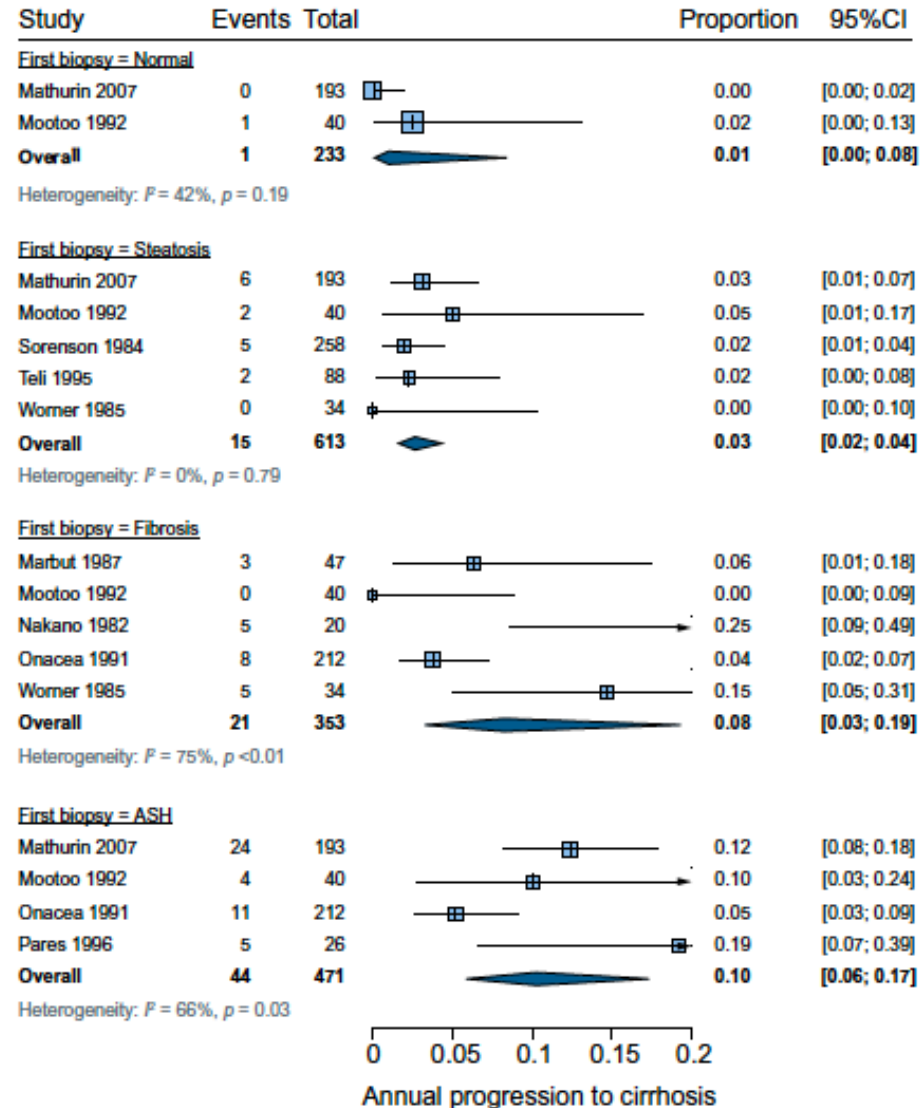 Study Events Total Proportion 95%CI
First biopsy = Normal
Mathurin 2007 0 193 0.00 [0.00; 0.02]
Mootoo 1992 1 40 0.02 [0.00; 0.13]
Overall 1 233 0.01 [0.00; 0.08]
Heterogeneity: I² = 42%, p = 0.19
First biopsy = Steatosis
Mathurin 2007 6 193 0.03 [0.01; 0.07]
Mootoo 1992 2 40 0.05 [0.01; 0.17]
Sorenson 1984 5 258 0.02 [0.01; 0.04]
Teli 1995 2 88 0.02 [0.00; 0.08]
Worner 1985 0 34 0.00 [0.00; 0.10]
Overall 15 613 0.03 [0.02; 0.04]
Heterogeneity: I² = 0%, p = 0.79
First biopsy = Fibrosis
Marbut 1987 3 47 0.06 [0.01; 0.18]
Mootoo 1992 0 40 0.00 [0.00; 0.09]
Nakano 1982 5 20 0.25 [0.09; 0.49]
Onacea 1991 8 212 0.04 [0.02; 0.07]
Worner 1985 5 34 0.15 [0.05; 0.31]
Overall 21 353 0.08 [0.03; 0.19]
Heterogeneity: I² = 75%, p <0.01
First biopsy = ASH
Mathurin 2007 24 193 0.12 [0.08; 0.18]
Mootoo 1992 4 40 0.10 [0.03; 0.24]
Onacea 1991 11 212 0.05 [0.03; 0.09]
Pares 1996 5 26 0.19 [0.07; 0.39]
Overall 44 471 0.10 [0.06; 0.17]
Heterogeneity: I² = 66%, p = 0.03
0 0.05 0.1 0.15 0.2
Annual progression to cirrhosis